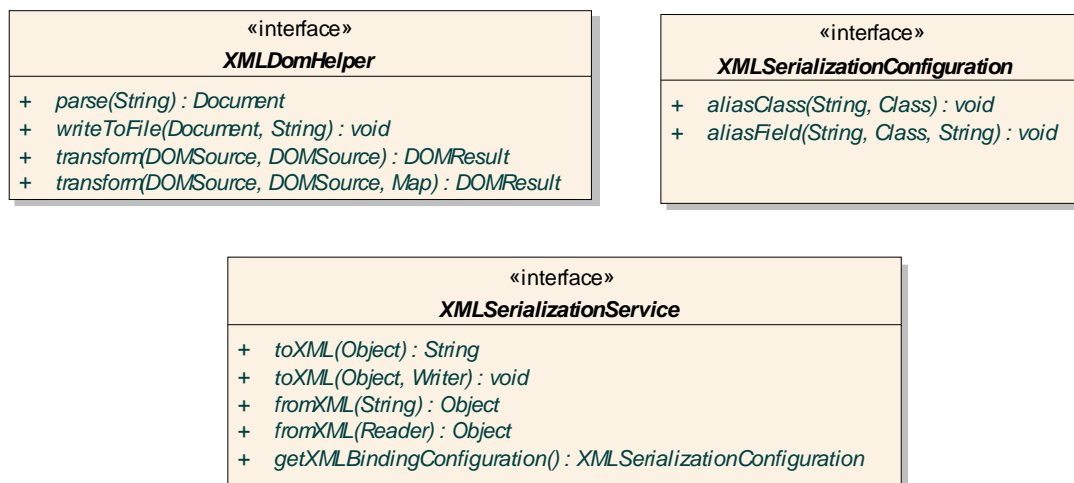 «interface»
XMLDomHelper
+ parse(String) : Document
+ writeToFile(Document, String) : void
+ transform(DOMSource, DOMSource) : DOMResult
+ transform(DOMSource, DOMSource, Map) : DOMResult
«interface»
XMLSerializationConfiguration
+ aliasClass(String, Class) : void
+ aliasField(String, Class, String) : void
«interface»
XMLSerializationService
+ toXML(Object) : String
+ toXML(Object, Writer) : void
+ fromXML(String) : Object
+ fromXML(Reader) : Object
+ getXMLBindingConfiguration() : XMLSerializationConfiguration